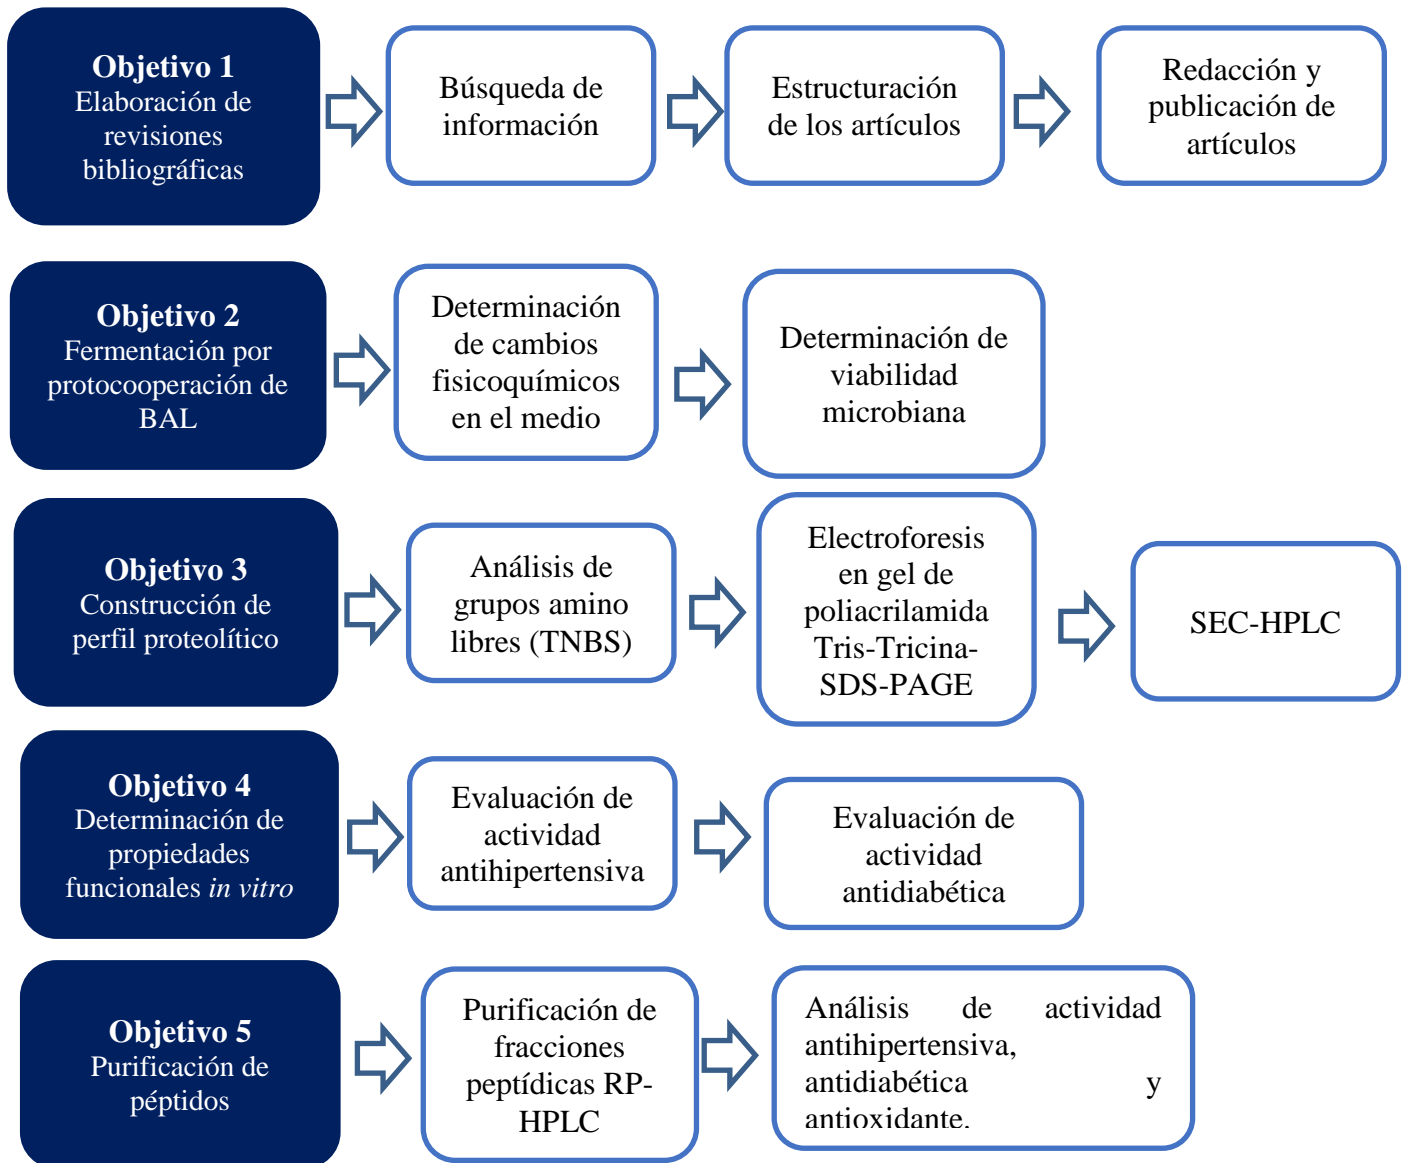 Objetivo 1
Elaboración de
revisiones
bibliográficas
Búsqueda de
información
Estructuración
de los artículos
Redacción y
publicación de
artículos
Objetivo 2
Fermentación por
protocooperación de
BAL
Determinación
de cambios
fisicoquímicos
en el medio
Determinación de
viabilidad
microbiana
Objetivo 3
Construcción de
perfil proteolítico
Análisis de
grupos amino
libres (TNBS)
Electroforesis
en gel de
poliacrilamida
Tris-Tricina-
SDS-PAGE
SEC-HPLC
Objetivo 4
Determinación de
propiedades
funcionales in vitro
Evaluación de
actividad
antihipertensiva
Evaluación de
actividad
antidiabética
Objetivo 5
Purificación de
péptidos
Purificación de
fracciones
peptídicas RP-
HPLC
Análisis de actividad
antihipertensiva,
antidiabética y
antioxidante.